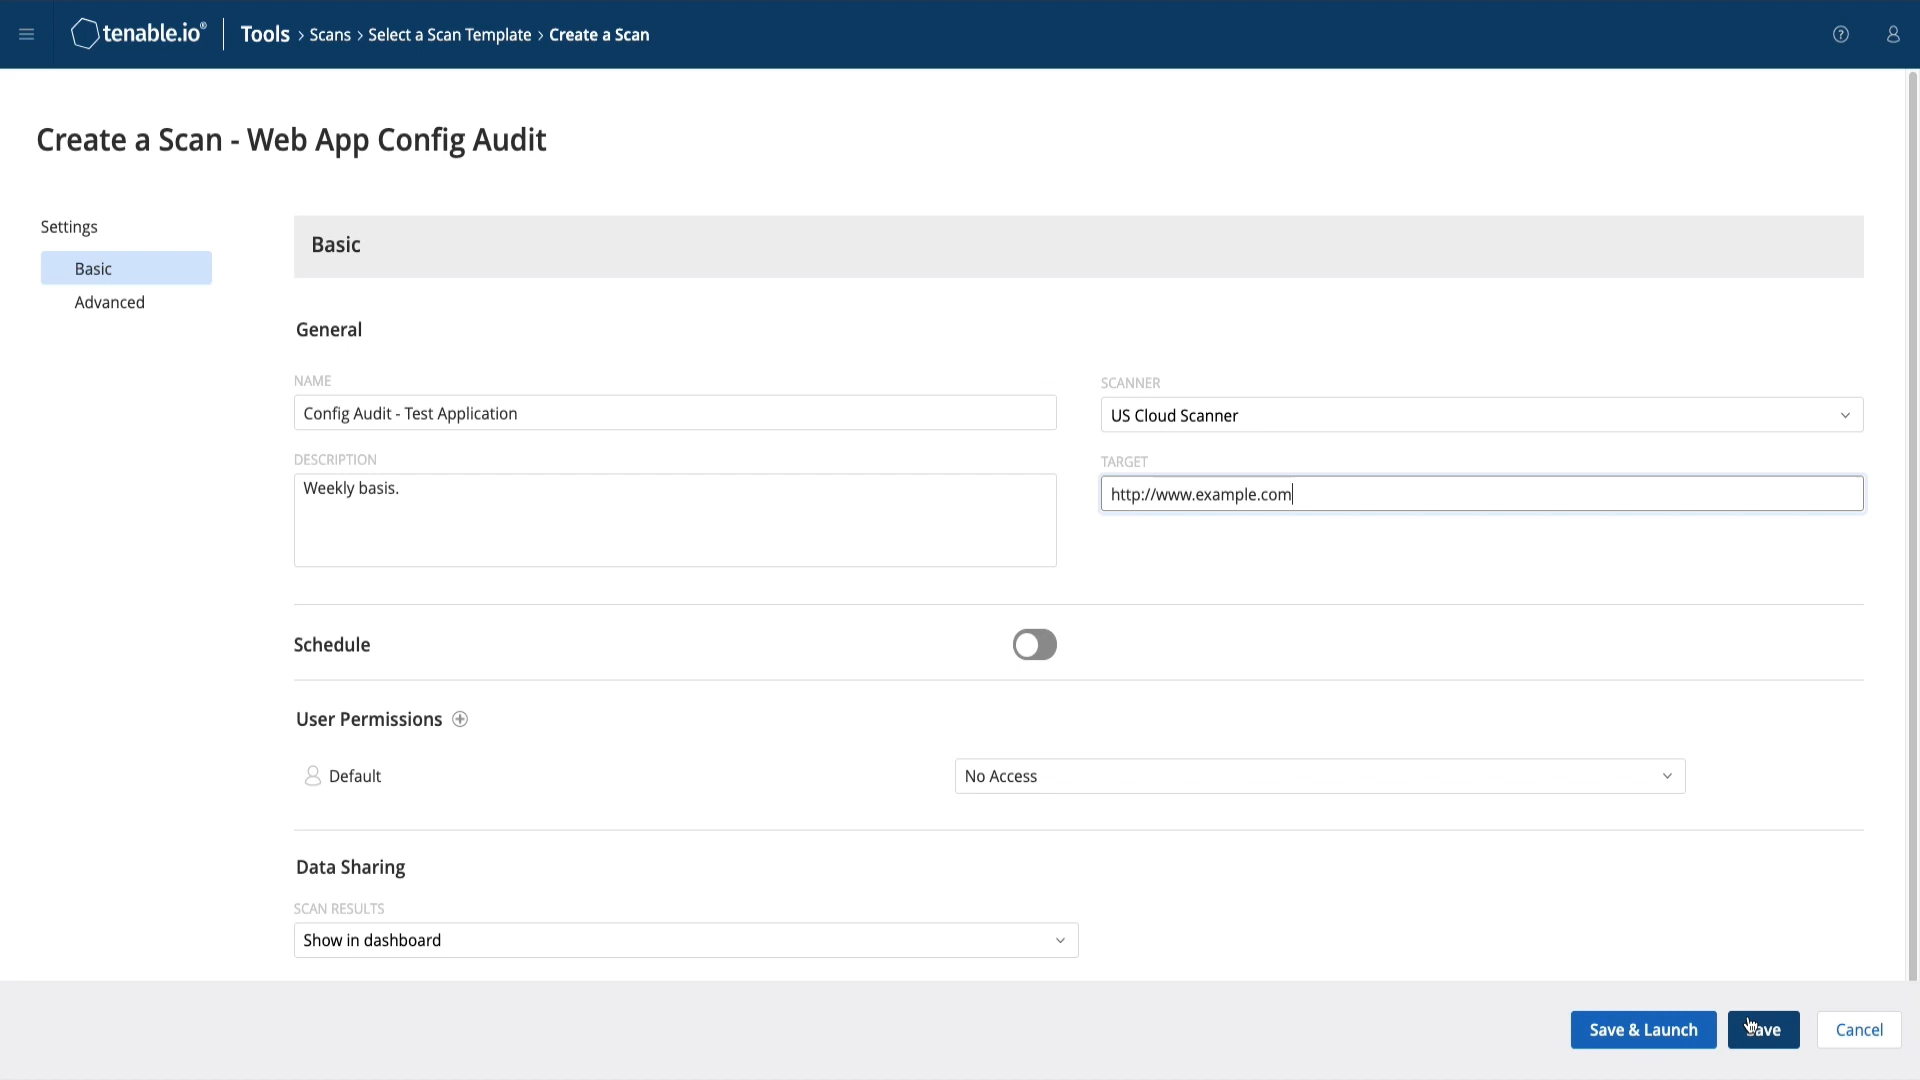 tenable.io® Tools > Scans > Select a Scan Template > Create a Scan
Create a Scan - Web App Config Audit
Settings
Basic
Advanced
Basic
General
NAME
Config Audit - Test Application
SCANNER
US Cloud Scanner
DESCRIPTION
Weekly basis.
TARGET
http://www.example.com
Schedule
User Permissions
Default
No Access
Data Sharing
SCAN RESULTS
Show in dashboard
Save & Launch
Save
Cancel